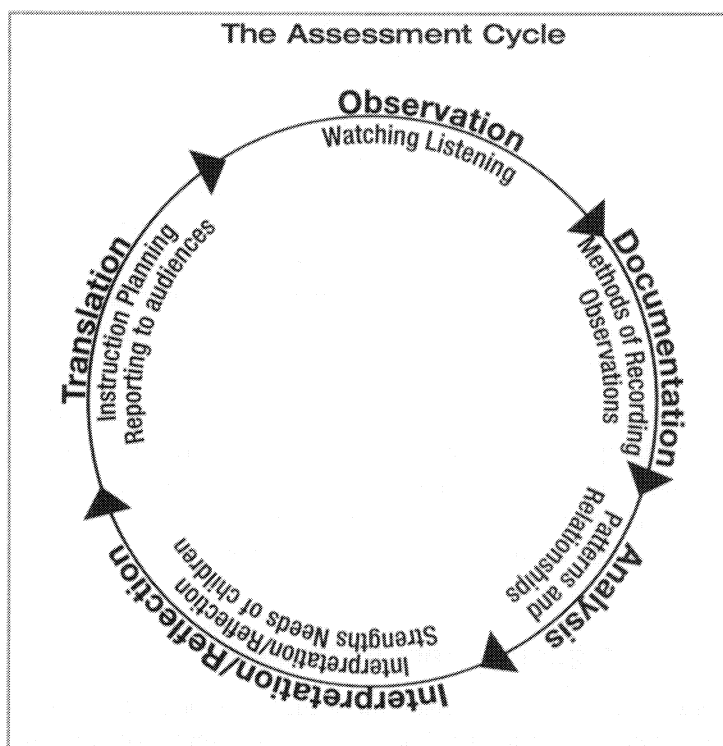 The Assessment Cycle
Observation
Watching Listening
Documentation
Methods of Recording
Observations
Analysis
Patterns and
Relationships
Interpretation/Reflection
Interpretation/Reflection
Strengths Needs of children
Translation
Instruction Planning
Reporting to audiences